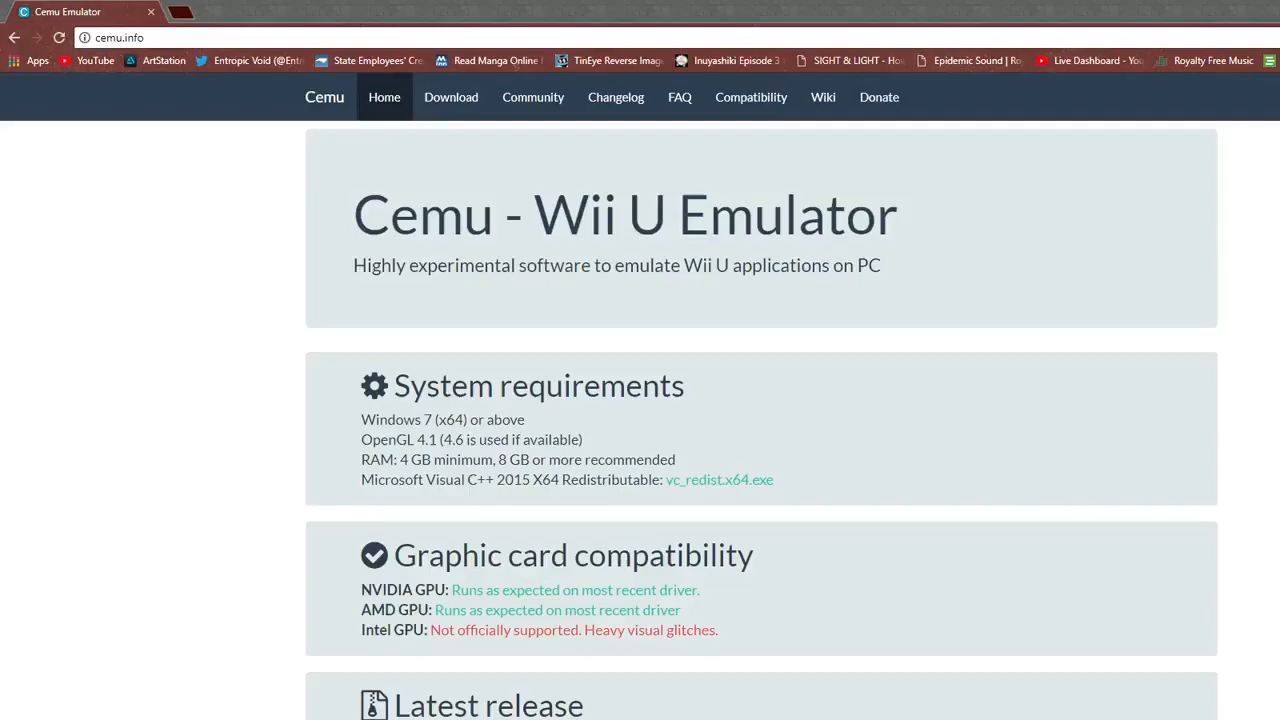 Cemu Emulator
cemu.info
Apps YouTube ArtStation Entropic Void (@Entr State Employees' Cre Read Manga Online f TinEye Reverse Imag Inuyashiki Episode 3 SIGHT & LIGHT - Ho Epidemic Sound | Ro Live Dashboard - You Royalty Free Music
Cemu Home Download Community Changelog FAQ Compatibility Wiki Donate
Cemu - Wii U Emulator
Highly experimental software to emulate Wii U applications on PC
System requirements
Windows 7 (x64) or above
OpenGL 4.1 (4.6 is used if available)
RAM: 4 GB minimum, 8 GB or more recommended
Microsoft Visual C++ 2015 X64 Redistributable: vc_redist.x64.exe
Graphic card compatibility
NVIDIA GPU: Runs as expected on most recent driver.
AMD GPU: Runs as expected on most recent driver
Intel GPU: Not officially supported. Heavy visual glitches.
Latest release